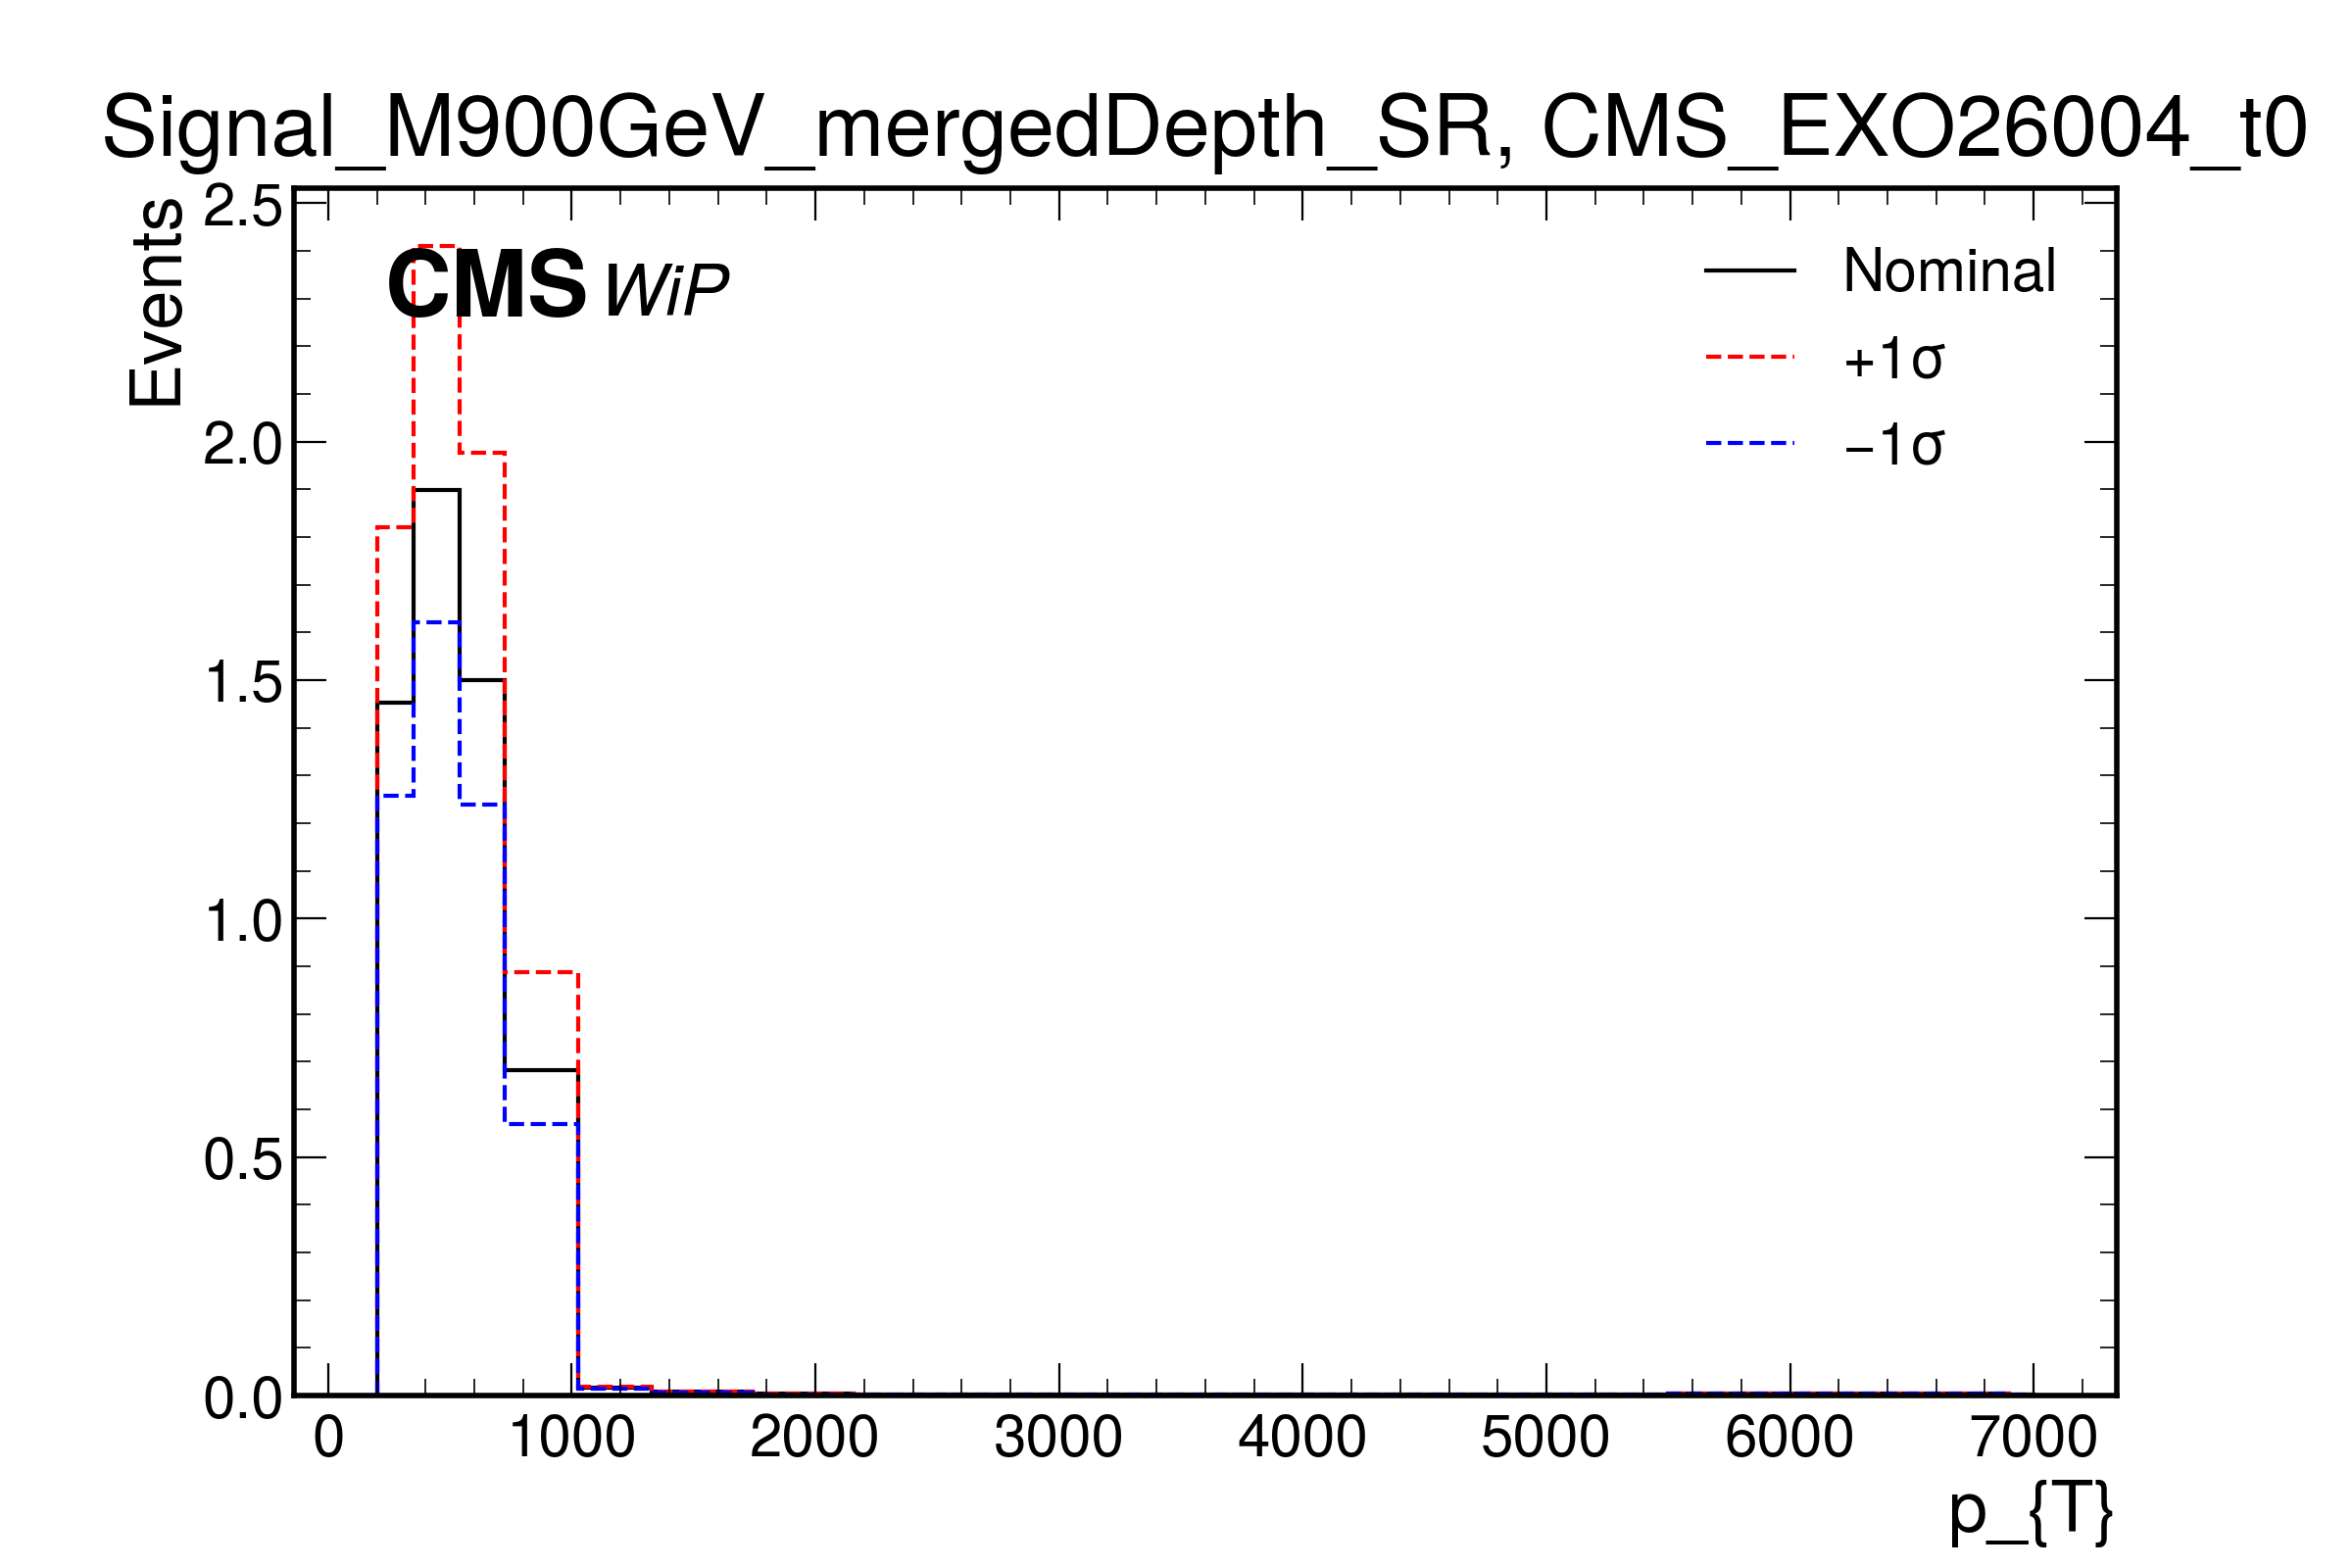 Signal_M900GeV_mergedDepth_SR, CMS_EXO26004_t0
Events
2.5
2.0
1.5
1.0
0.5
0.0
CMS WiP
Nominal
+1σ
−1σ
0 1000 2000 3000 4000 5000 6000 7000
p_{T}